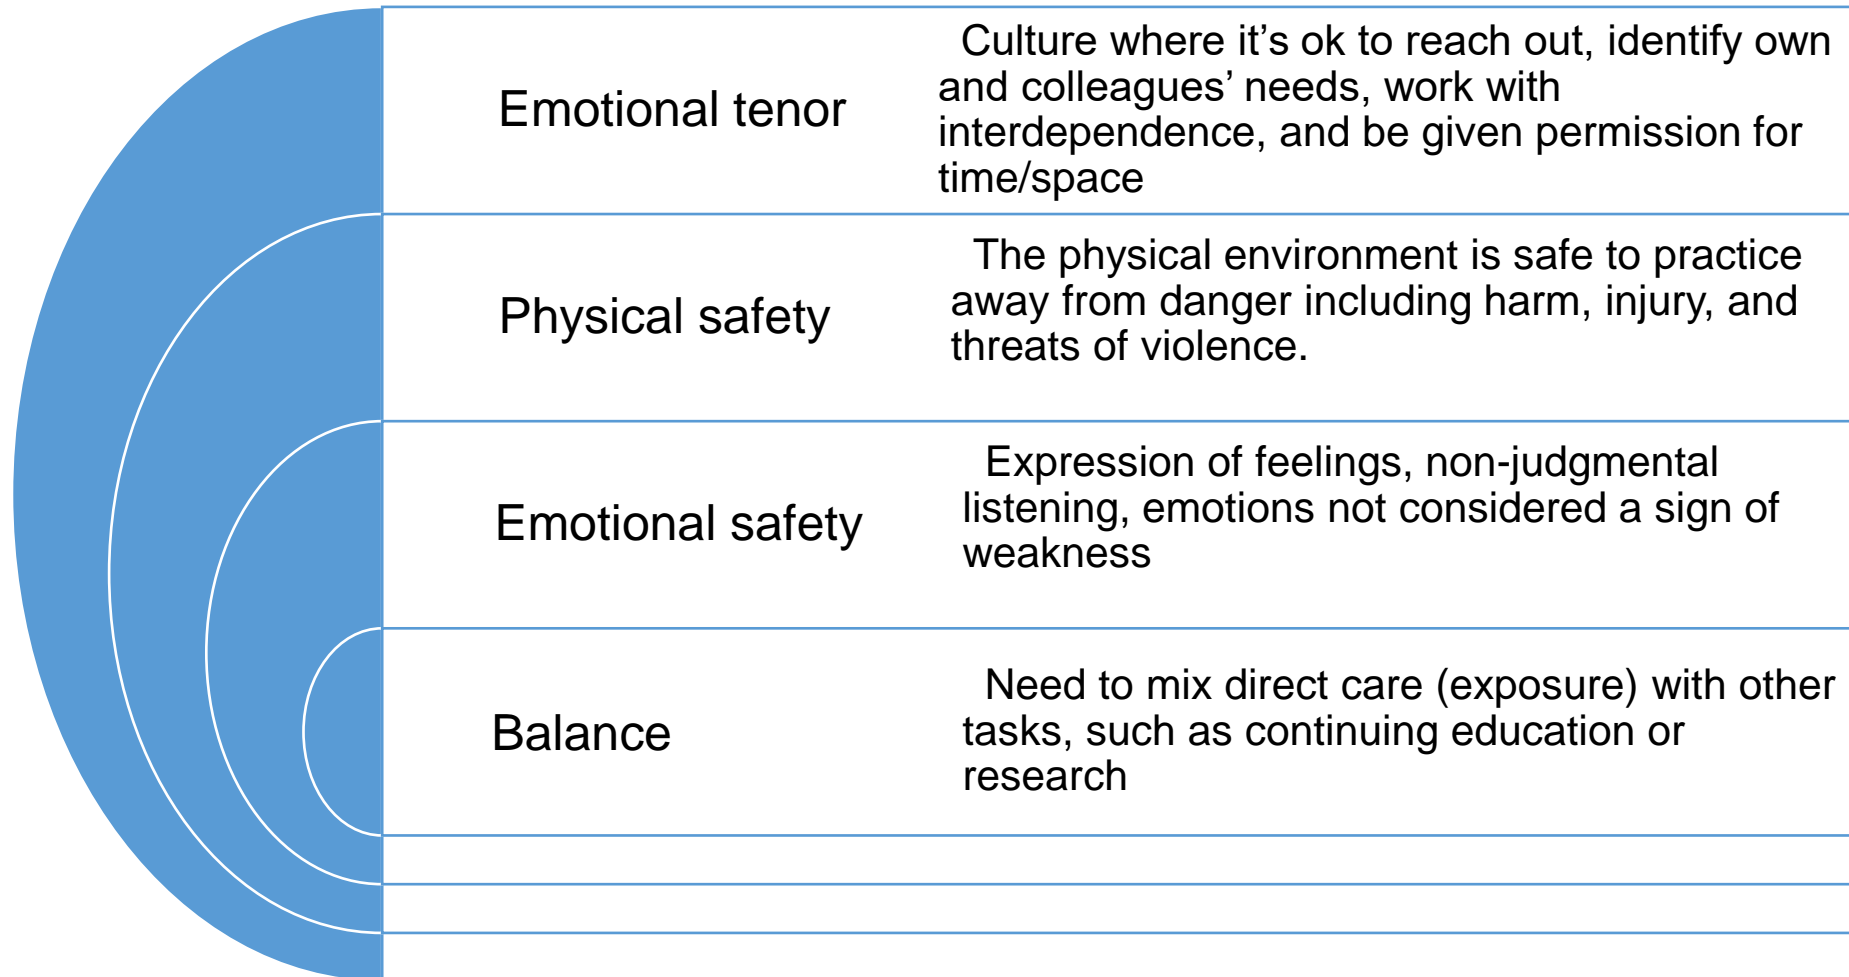 Emotional tenor
Culture where it’s ok to reach out, identify own
and colleagues’ needs, work with
interdependence, and be given permission for
time/space
Physical safety
The physical environment is safe to practice
away from danger including harm, injury, and
threats of violence.
Emotional safety
Expression of feelings, non-judgmental
listening, emotions not considered a sign of
weakness
Balance
Need to mix direct care (exposure) with other
tasks, such as continuing education or
research